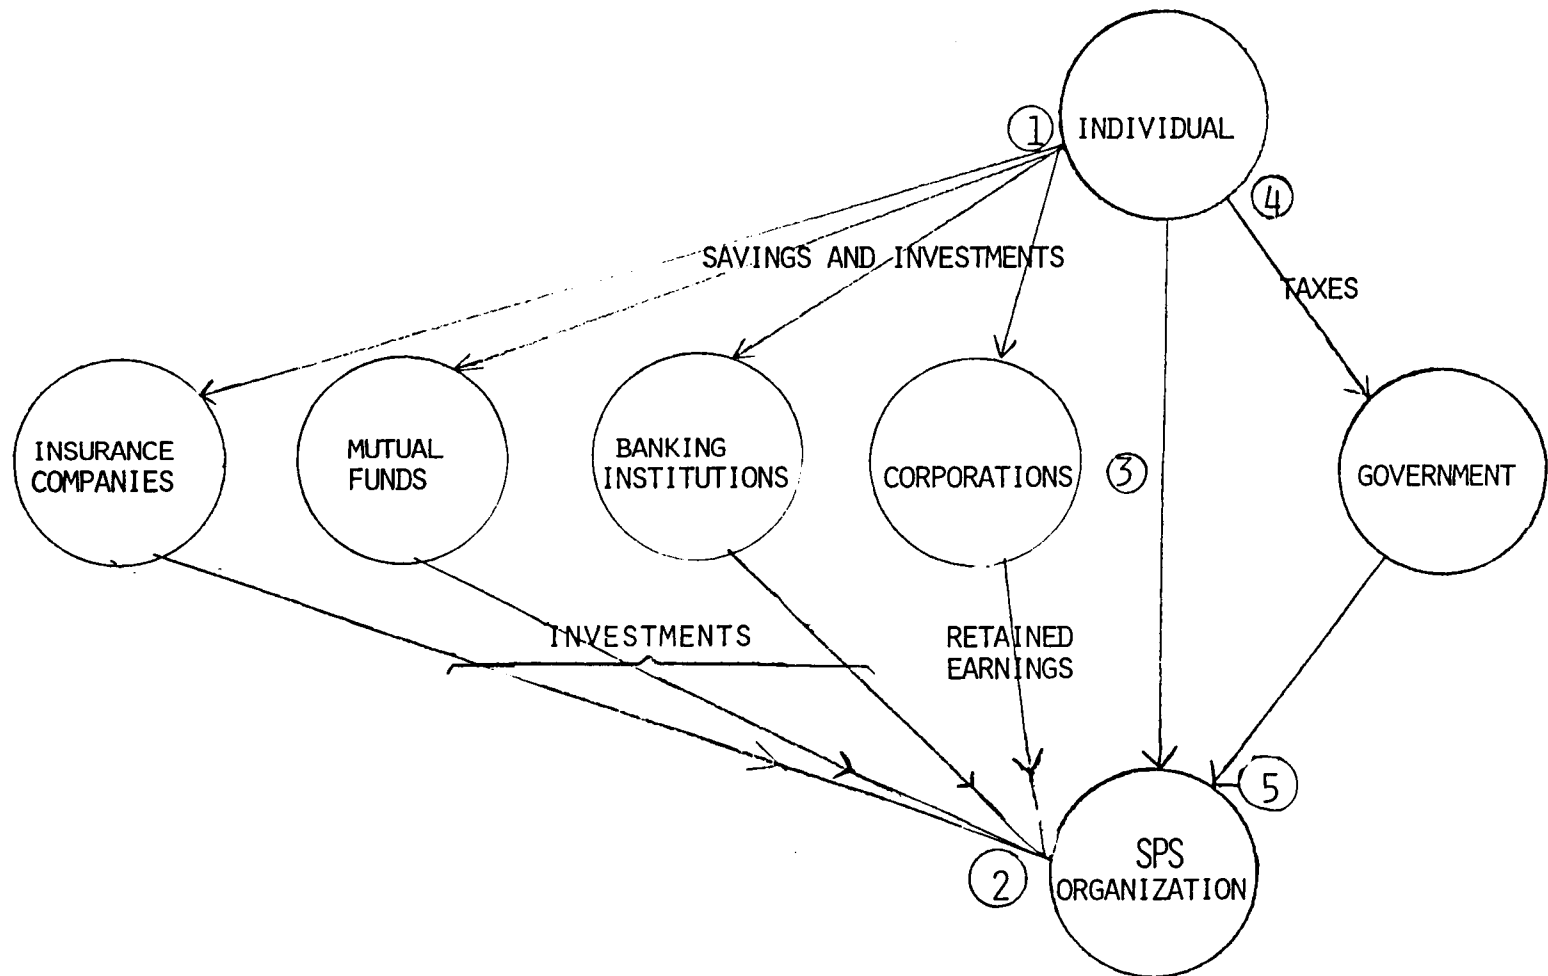 1
INDIVIDUAL
4
SAVINGS AND INVESTMENTS
TAXES
INSURANCE
COMPANIES
MUTUAL
FUNDS
BANKING
INSTITUTIONS
CORPORATIONS
3
GOVERNMENT
INVESTMENTS
RETAINED
EARNINGS
5
2
SPS
ORGANIZATION